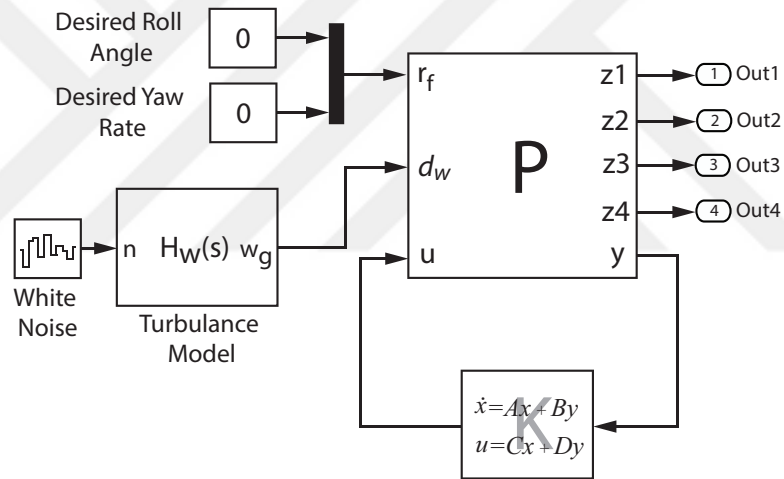 Desired Roll
Angle
0
Desired Yaw
Rate
0
White
Noise
n H_w(s) w_g
Turbulance
Model
r_f
d_w
u
P
z1
z2
z3
z4
y
1 Out1
2 Out2
3 Out3
4 Out4
K
ẋ=Ax+By
u=Cx+Dy